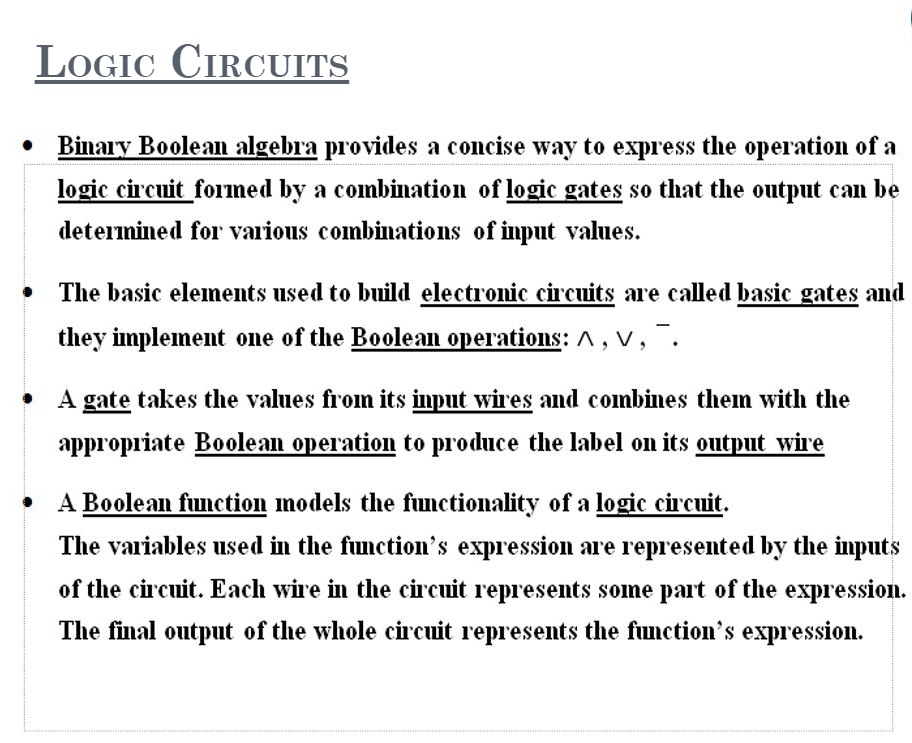 LOGIC CIRCUITS
• Binary Boolean algebra provides a concise way to express the operation of a
logic circuit formed by a combination of logic gates so that the output can be
determined for various combinations of input values.
• The basic elements used to build electronic circuits are called basic gates and
they implement one of the Boolean operations: ∧ , ∨ , ¯ .
• A gate takes the values from its input wires and combines them with the
appropriate Boolean operation to produce the label on its output wire
• A Boolean function models the functionality of a logic circuit.
The variables used in the function’s expression are represented by the inputs
of the circuit. Each wire in the circuit represents some part of the expression.
The final output of the whole circuit represents the function’s expression.